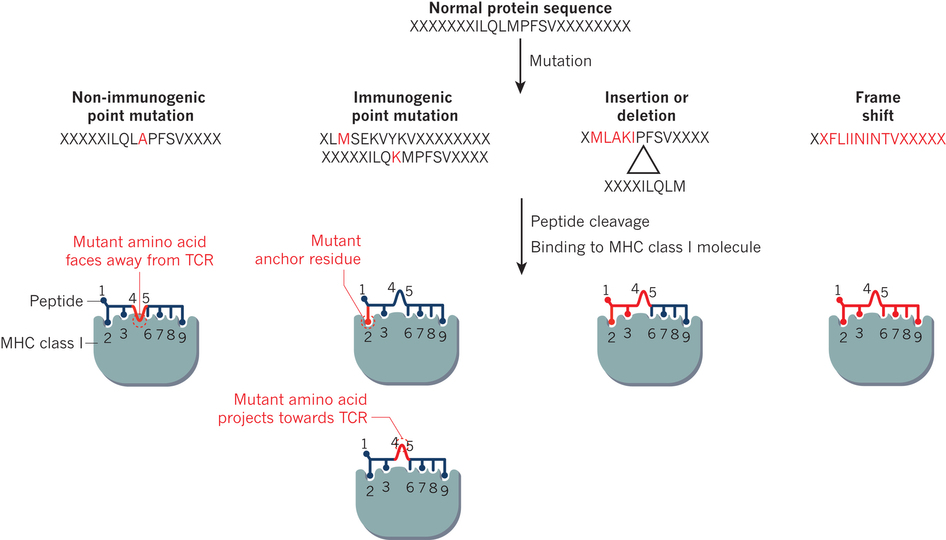 Normal protein sequence
XXXXXXXILQLMPFSVXXXXXXXX
Mutation
Non-immunogenic
point mutation
XXXXXILQLAPFSVXXXX
Immunogenic
point mutation
XLMSEKVYKVXXXXXXXX
XXXXXILQKMPFSVXXXX
Insertion or
deletion
XMLAKIPFSVXXXX
XXXXILQLM
Frame
shift
XXFLIININTVXXXXX
Peptide cleavage
Binding to MHC class I molecule
Mutant amino acid
faces away from TCR
Peptide
MHC class I
1 4 5
2 3 6 7 8 9
Mutant
anchor residue
1 4 5
2 3 6 7 8 9
1 4 5
2 3 6 7 8 9
1 4 5
2 3 6 7 8 9
Mutant amino acid
projects towards TCR
1 4 5
2 3 6 7 8 9